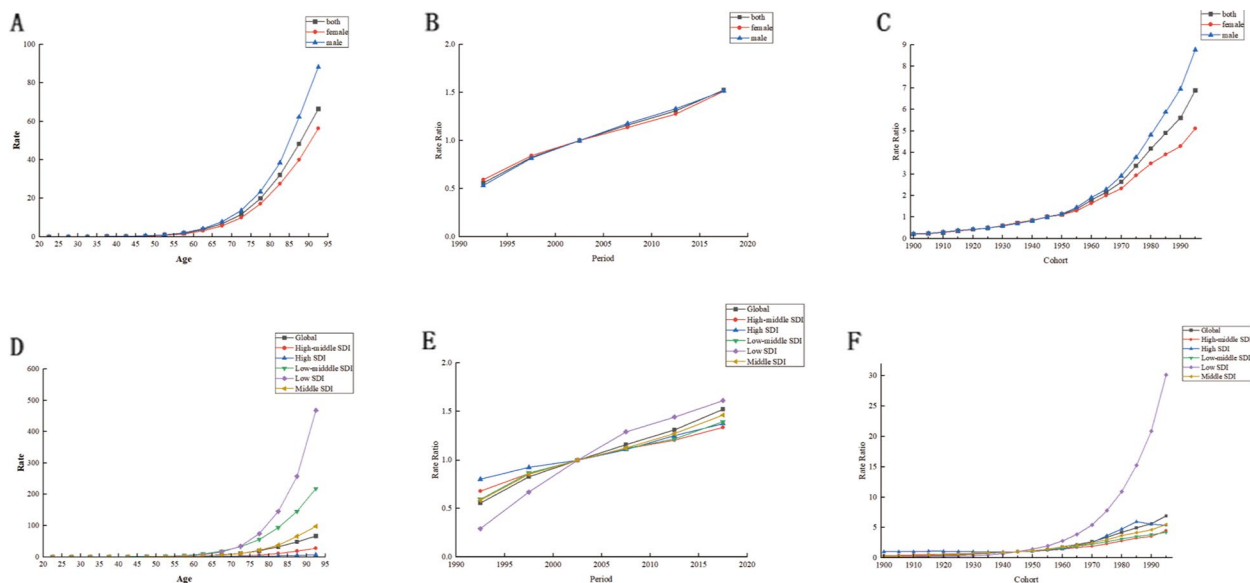 A
both
female
male
100
80
60
40
20
0
Rate
20 25 30 35 40 45 50 55 60 65 70 75 80 85 90 95
Age
B
both
female
male
2.0
1.5
1.0
0.5
0.0
Rate Ratio
1990 1995 2000 2005 2010 2015 2020
Period
C
both
female
male
9
8
7
6
5
4
3
2
1
0
Rate Ratio
1900 1910 1920 1930 1940 1950 1960 1970 1980 1990
Cohort
D
Global
High-middle SDI
High SDI
Low-midddle SDI
Low SDI
Middle SDI
600
500
400
300
200
100
0
Rate
20 25 30 35 40 45 50 55 60 65 70 75 80 85 90 95
Age
E
Global
High-middle SDI
High SDI
Low-middle SDI
Low SDI
Middle SDI
2.0
1.5
1.0
0.5
0.0
Rate Ratio
1990 1995 2000 2005 2010 2015 2020
Period
F
Global
High-middle SDI
High SDI
Low-middle SDI
Low SDI
Middle SDI
30
25
20
15
10
5
0
Rate Ratio
1900 1910 1920 1930 1940 1950 1960 1970 1980 1990
Cohort